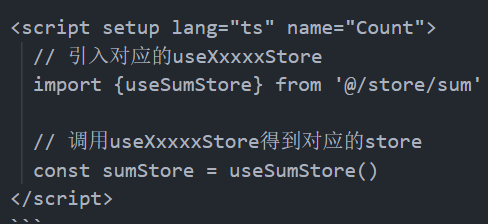 <script setup lang="ts" name="Count">
// 引入对应的useXxxxxStore
import {useSumStore} from '@/store/sum'
// 调用useXxxxxStore得到对应的store
const sumStore = useSumStore()
</script>
```